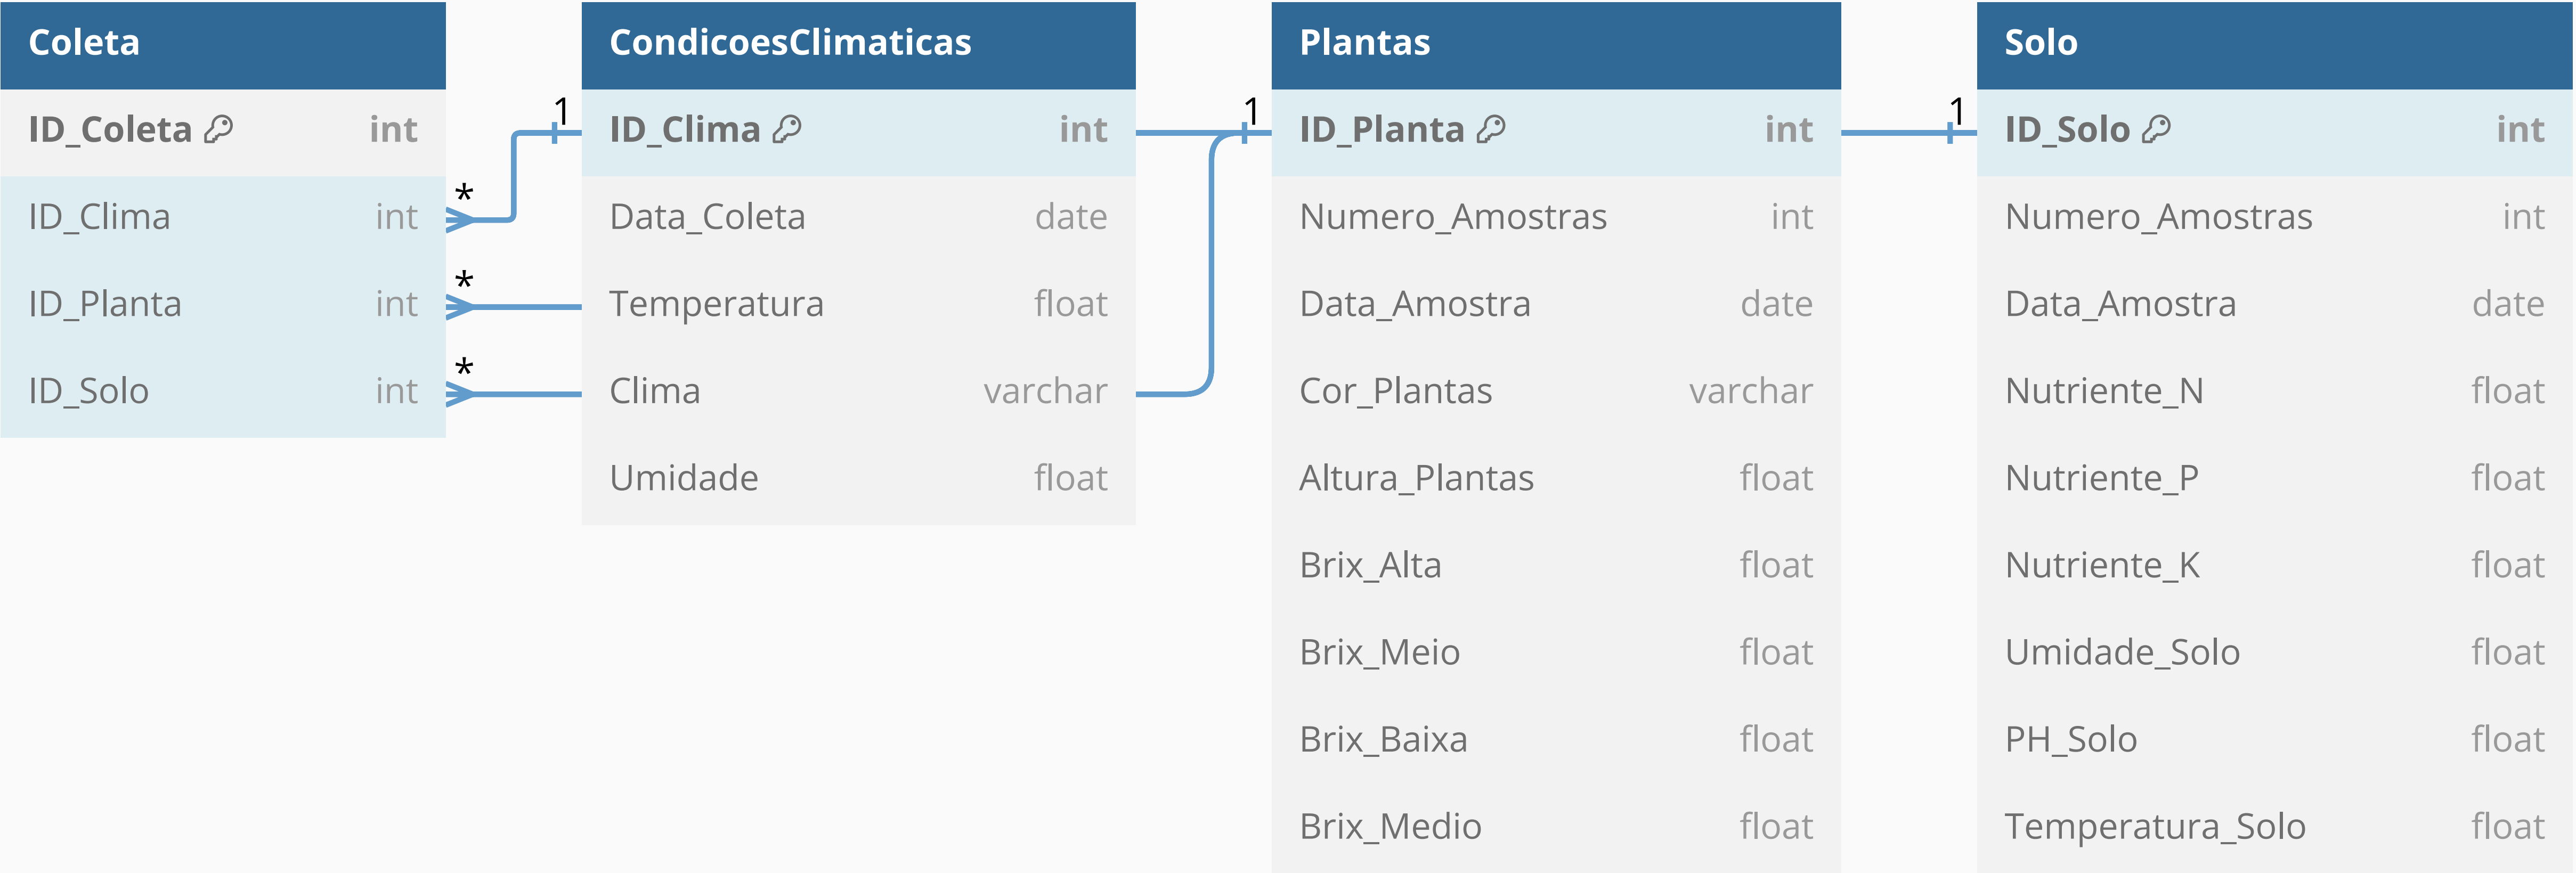 Coleta
ID_Coleta int
ID_Clima int *
ID_Planta int *
ID_Solo int *
1
CondicoesClimaticas
ID_Clima int
Data_Coleta date
Temperatura float
Clima varchar
Umidade float
1
Plantas
ID_Planta int
Numero_Amostras int
Data_Amostra date
Cor_Plantas varchar
Altura_Plantas float
Brix_Alta float
Brix_Meio float
Brix_Baixa float
Brix_Medio float
1
Solo
ID_Solo int
Numero_Amostras int
Data_Amostra date
Nutriente_N float
Nutriente_P float
Nutriente_K float
Umidade_Solo float
PH_Solo float
Temperatura_Solo float